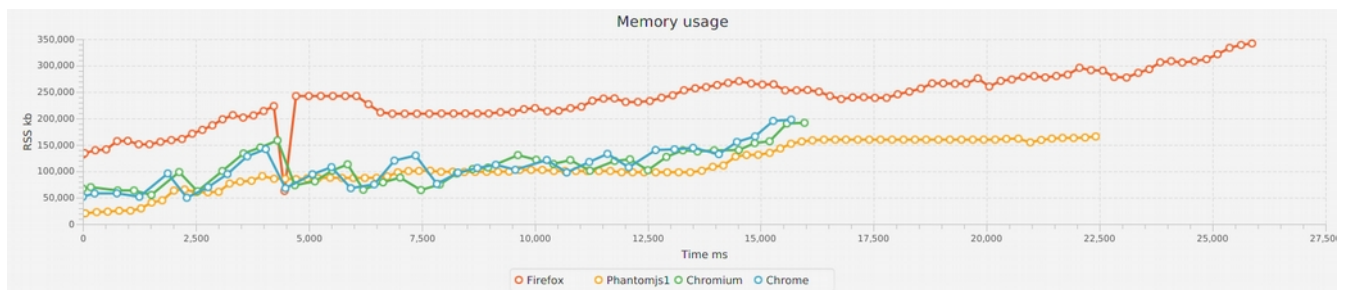 Memory usage
350,000
300,000
250,000
200,000
150,000
100,000
50,000
0
RSS kb
0 2,500 5,000 7,500 10,000 12,500 15,000 17,500 20,000 22,500 25,000 27,500
Time ms
Firefox Phantomjs1 Chromium Chrome